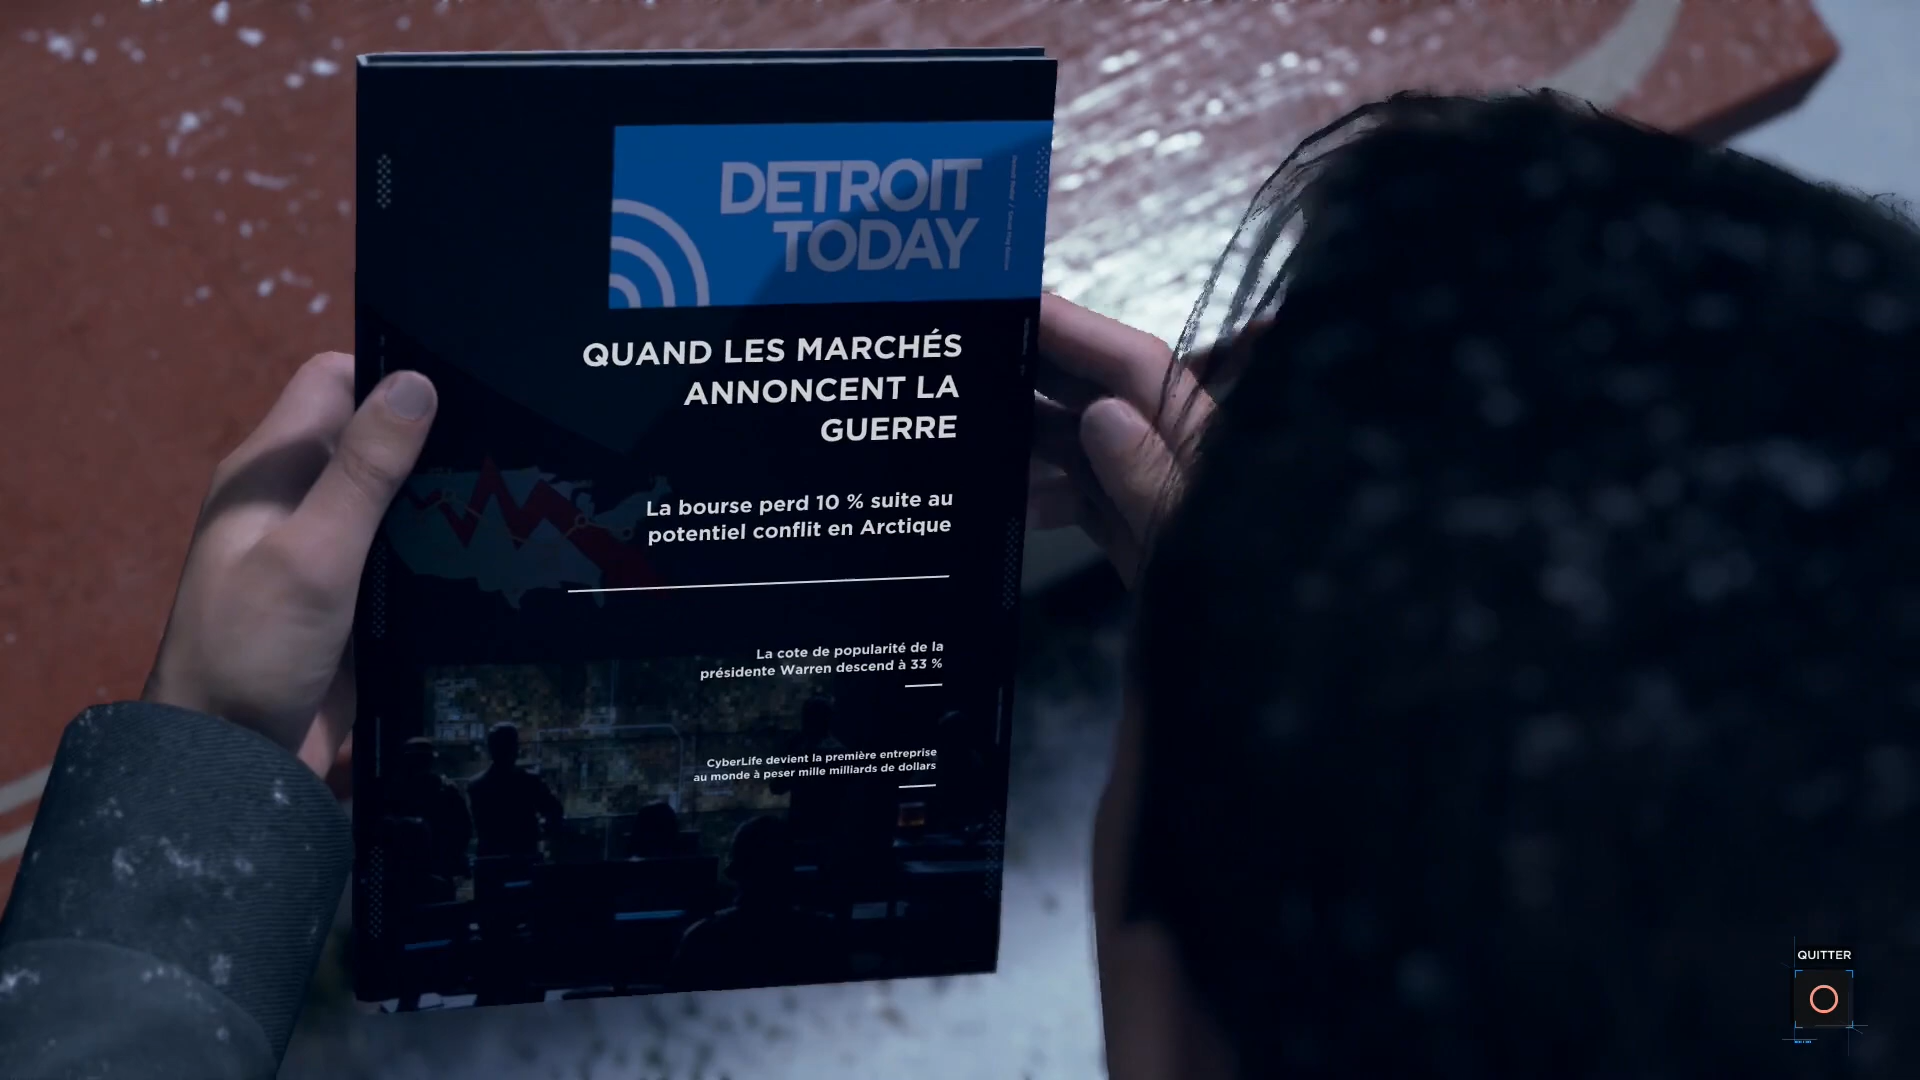 DETROIT
TODAY
QUAND LES MARCHÉS
ANNONCENT LA
GUERRE
La bourse perd 10 % suite au
potentiel conflit en Arctique
La cote de popularité de la
présidente Warren descend à 33 %
CyberLife devient la première entreprise
au monde à peser mille milliards de dollars
QUITTER